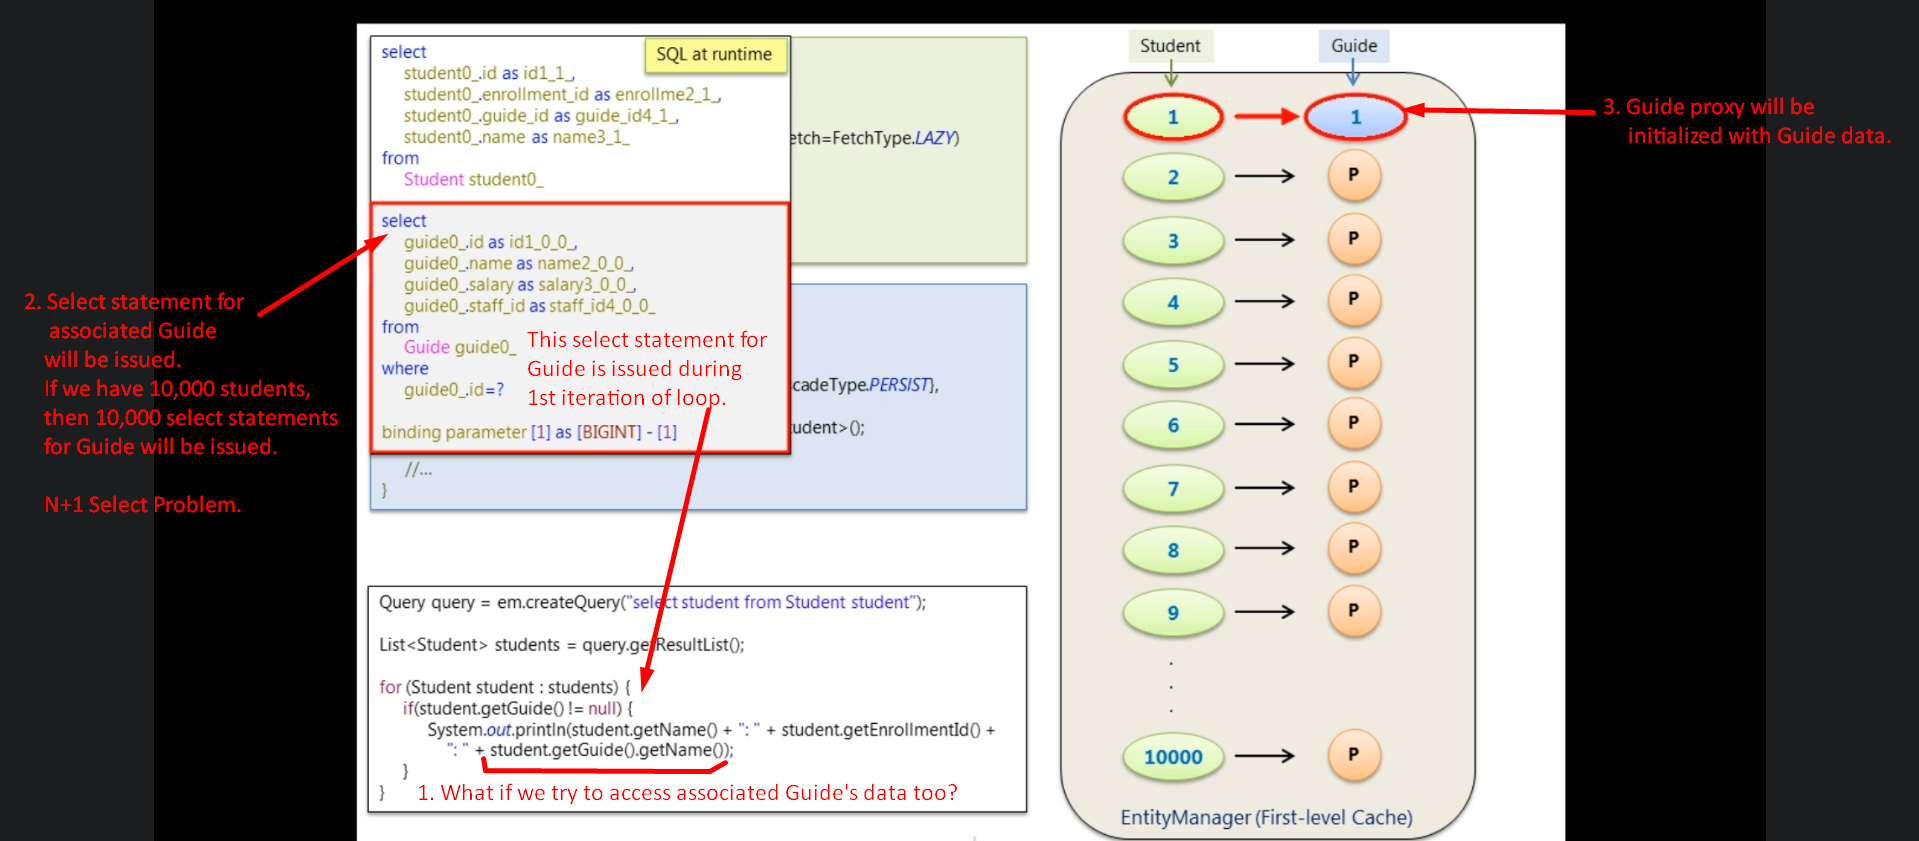 select
student0_.id as id1_1_,
student0_.enrollment_id as enrollme2_1_,
student0_.guide_id as guide_id4_1_,
student0_.name as name3_1_
from
Student student0_
SQL at runtime
etch=FetchType.LAZY)
select
guide0_.id as id1_0_0_,
guide0_.name as name2_0_0_,
guide0_.salary as salary3_0_0_,
guide0_.staff_id as staff_id4_0_0_
from
Guide guide0_
where
guide0_.id=?
binding parameter [1] as [BIGINT] - [1]
This select statement for
Guide is issued during
1st iteration of loop.
cadeType.PERSIST},
udent>();
//...
}
2. Select statement for
associated Guide
will be issued.
If we have 10,000 students,
then 10,000 select statements
for Guide will be issued.
N+1 Select Problem.
Query query = em.createQuery("select student from Student student");
List<Student> students = query.getResultList();
for (Student student : students) {
if(student.getGuide() != null) {
System.out.println(student.getName() + ": " + student.getEnrollmentId() +
": " + student.getGuide().getName());
}
}
1. What if we try to access associated Guide's data too?
Student
Guide
1 1
2 P
3 P
4 P
5 P
6 P
7 P
8 P
9 P
.
.
.
10000 P
EntityManager (First-level Cache)
3. Guide proxy will be
initialized with Guide data.